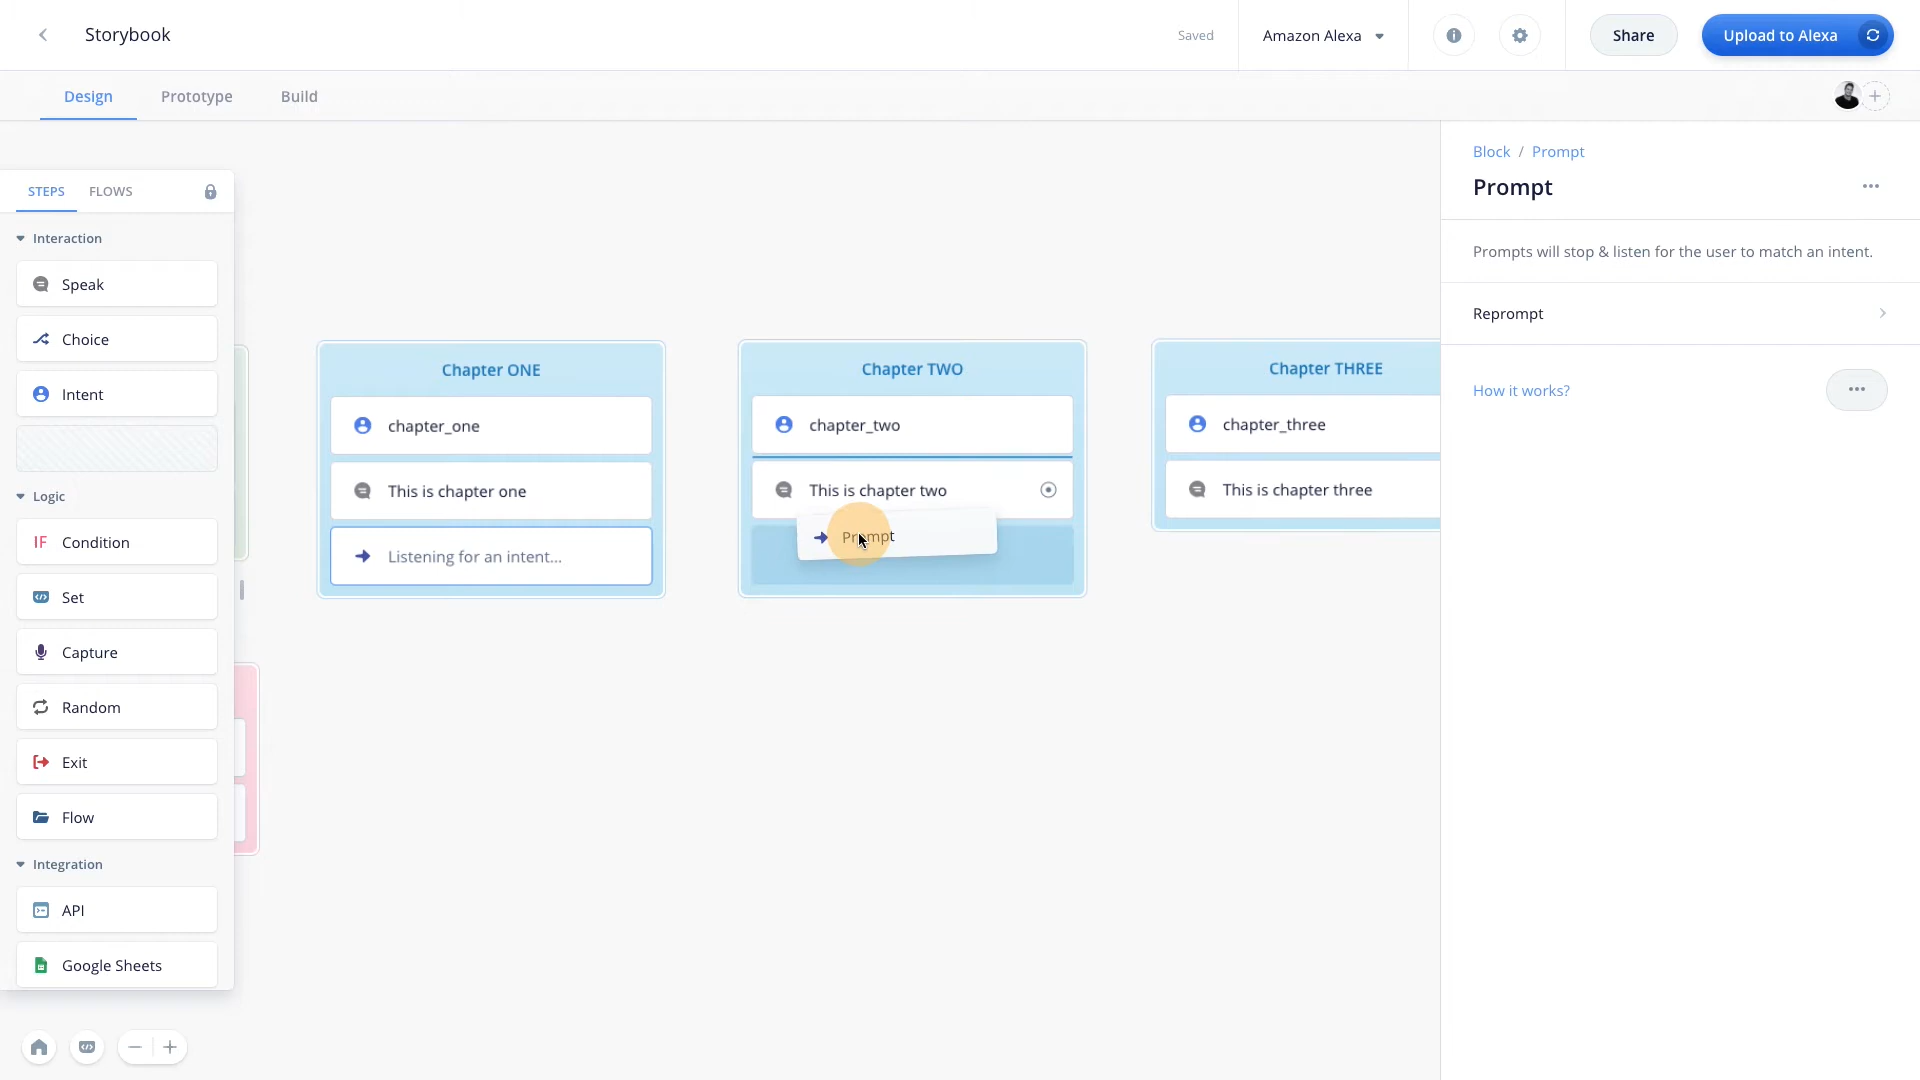 Storybook
Saved
Amazon Alexa
Share
Upload to Alexa
Design
Prototype
Build
STEPS
FLOWS
Interaction
Speak
Choice
Intent
Logic
IF Condition
Set
Capture
Random
Exit
Flow
Integration
API
Google Sheets
Chapter ONE
chapter_one
This is chapter one
Listening for an intent...
Chapter TWO
chapter_two
This is chapter two
Prompt
Chapter THREE
chapter_three
This is chapter three
Block / Prompt
Prompt
Prompts will stop & listen for the user to match an intent.
Reprompt
How it works?